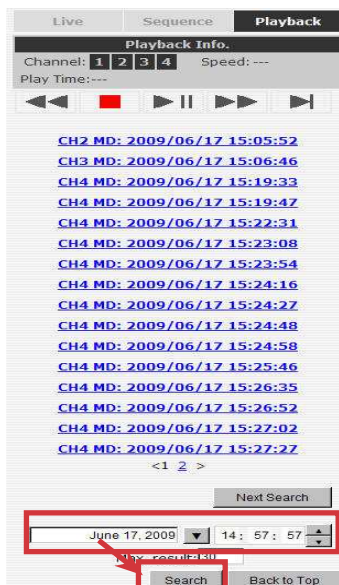 Live Sequence Playback
Playback Info.
Channel: 1 2 3 4 Speed: ---
Play Time:---
CH2 MD: 2009/06/17 15:05:52
CH3 MD: 2009/06/17 15:06:46
CH4 MD: 2009/06/17 15:19:33
CH4 MD: 2009/06/17 15:19:47
CH4 MD: 2009/06/17 15:22:31
CH4 MD: 2009/06/17 15:23:08
CH4 MD: 2009/06/17 15:23:54
CH4 MD: 2009/06/17 15:24:16
CH4 MD: 2009/06/17 15:24:27
CH4 MD: 2009/06/17 15:24:48
CH4 MD: 2009/06/17 15:24:58
CH4 MD: 2009/06/17 15:25:46
CH4 MD: 2009/06/17 15:26:35
CH4 MD: 2009/06/17 15:26:52
CH4 MD: 2009/06/17 15:27:02
CH4 MD: 2009/06/17 15:27:27
<1 2 >
Next Search
June 17, 2009 14: 57: 57
Max. result:130
Search Back to Top